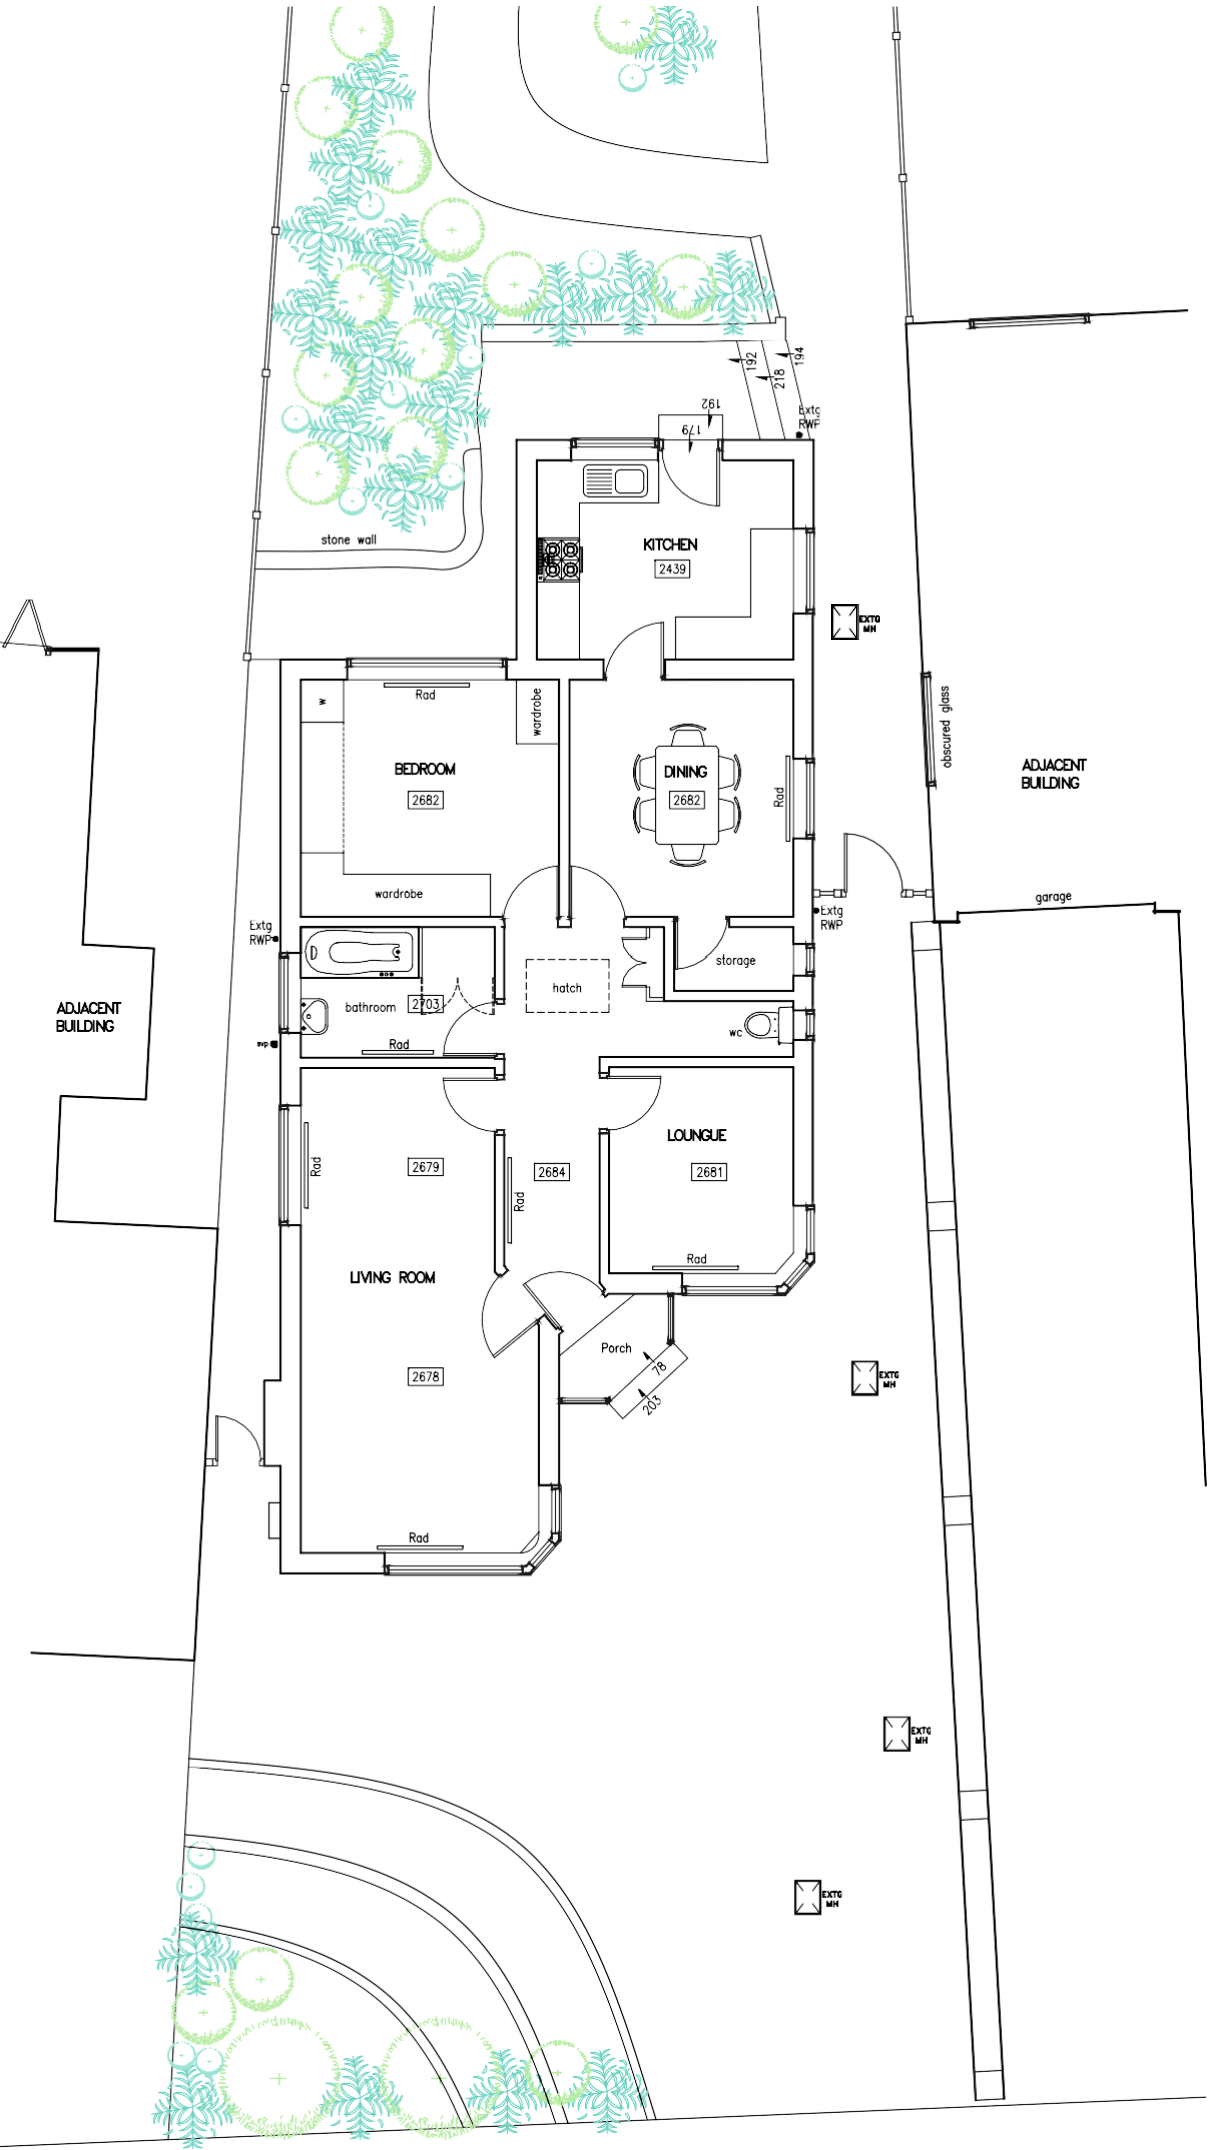 192
194
218
192
179
Extg
RWP
stone wall
KITCHEN
2439
EXTG
MH
Rad
w
wardrobe
obscured glass
BEDROOM
2682
DINING
2682
Rad
ADJACENT
BUILDING
wardrobe
garage
Extg
RWP
Extg
RWP
storage
hatch
bathroom
2703
ADJACENT
BUILDING
wc
svp
Rad
LOUNGUE
2679
2684
2681
Rad
Rad
Rad
LIVING ROOM
Porch
78
203
2678
EXTG
MH
Rad
EXTG
MH
EXTG
MH